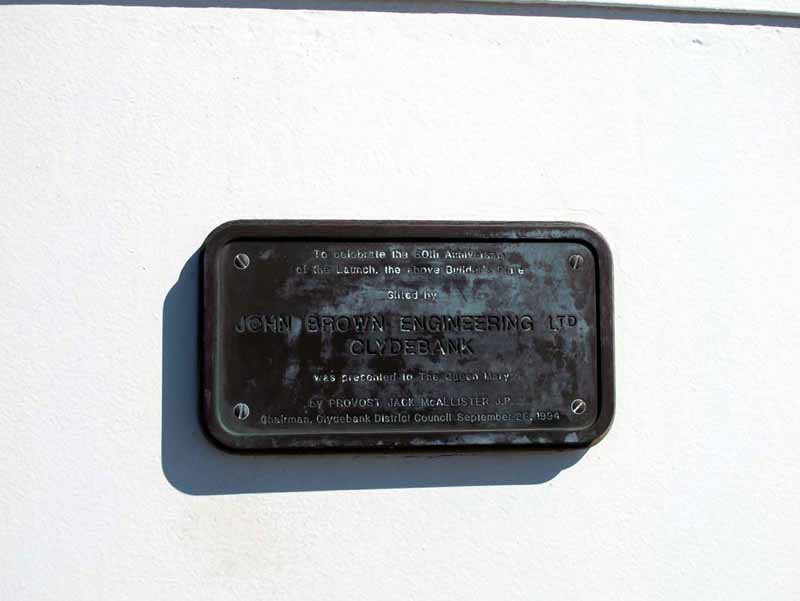 To celebrate the 60th Anniversary
of the Launch, the above Builder's Plate
Gifted by
JOHN BROWN ENGINEERING LTD
CLYDEBANK
was presented to The Queen Mary
by PROVOST JACK McALLISTER J.P.
Chairman, Clydebank District Council September 26, 1994